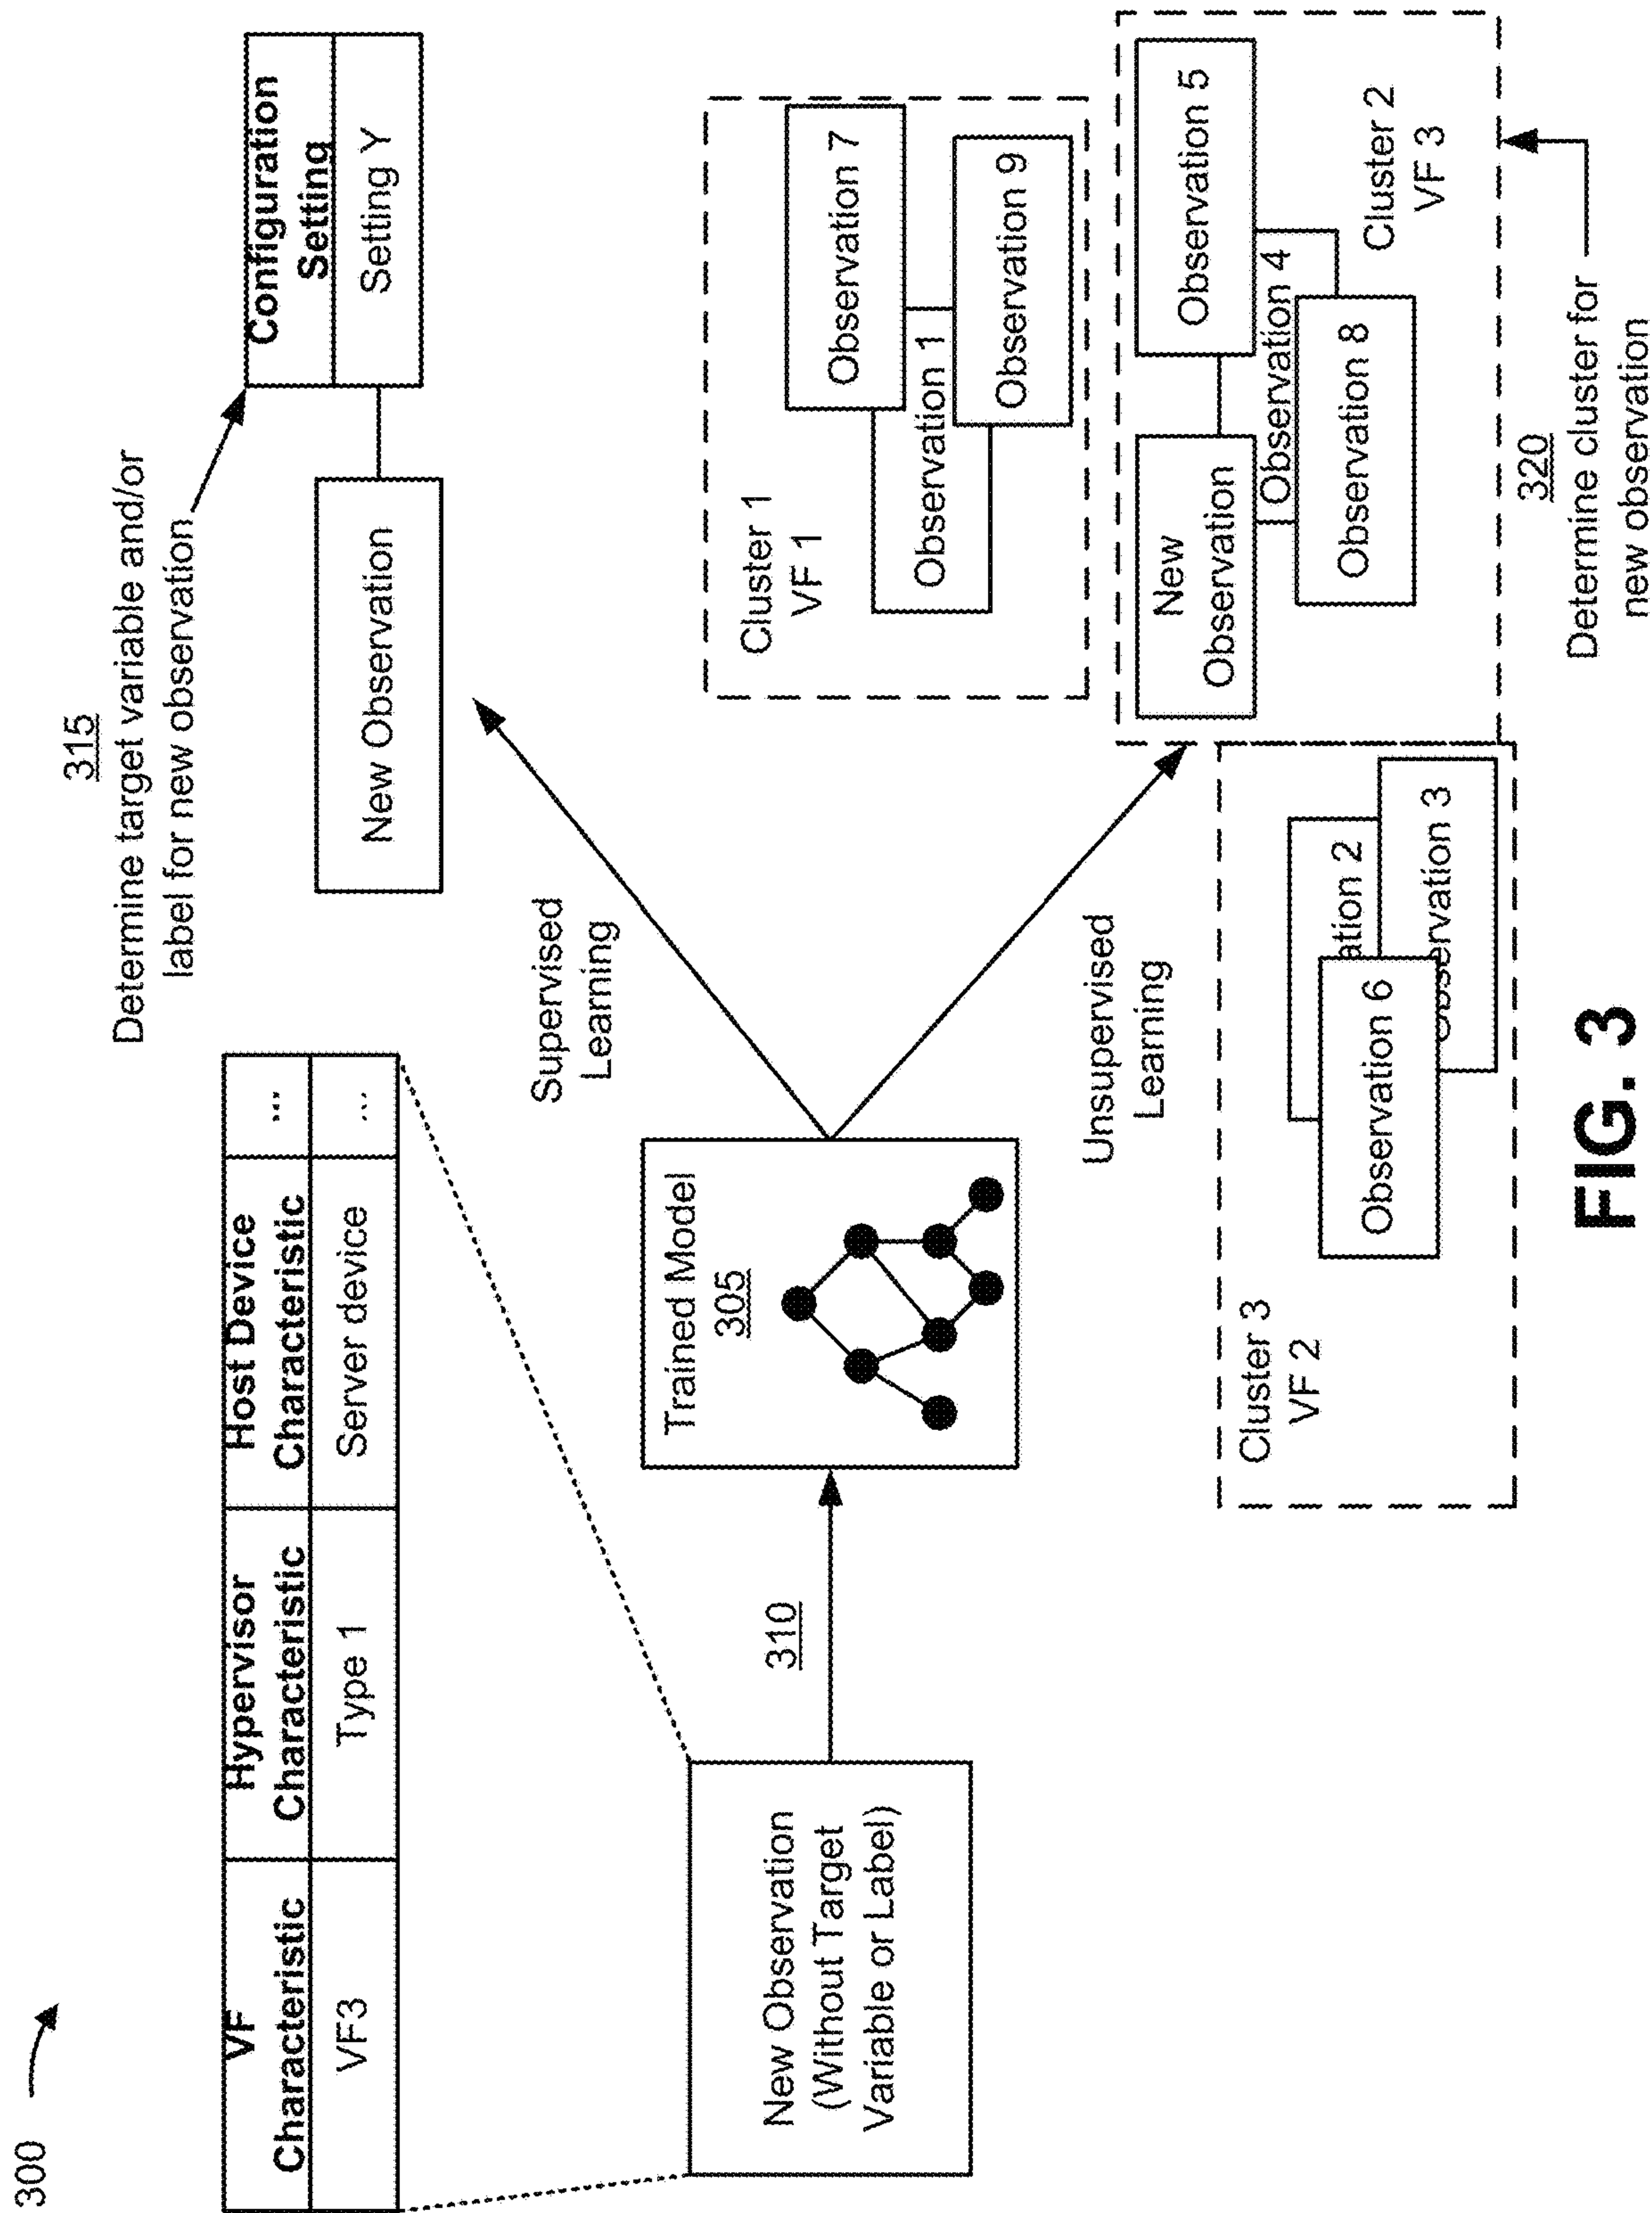 300
VF
Characteristic
Hypervisor
Characteristic
Host Device
Characteristic
...
VF3
Type 1
Server device
...
315
Determine target variable and/or
label for new observation
Configuration
Setting
Setting Y
New Observation
Supervised
Learning
New Observation
(Without Target
Variable or Label)
310
Trained Model
305
Unsupervised
Learning
Cluster 1
VF 1
Observation 7
Observation 1
Observation 9
New
Observation
Observation 5
Observation 4
Observation 8
Cluster 2
VF 3
Cluster 3
VF 2
ation 2
Observation 6
servation 3
320
Determine cluster for
new observation
FIG. 3